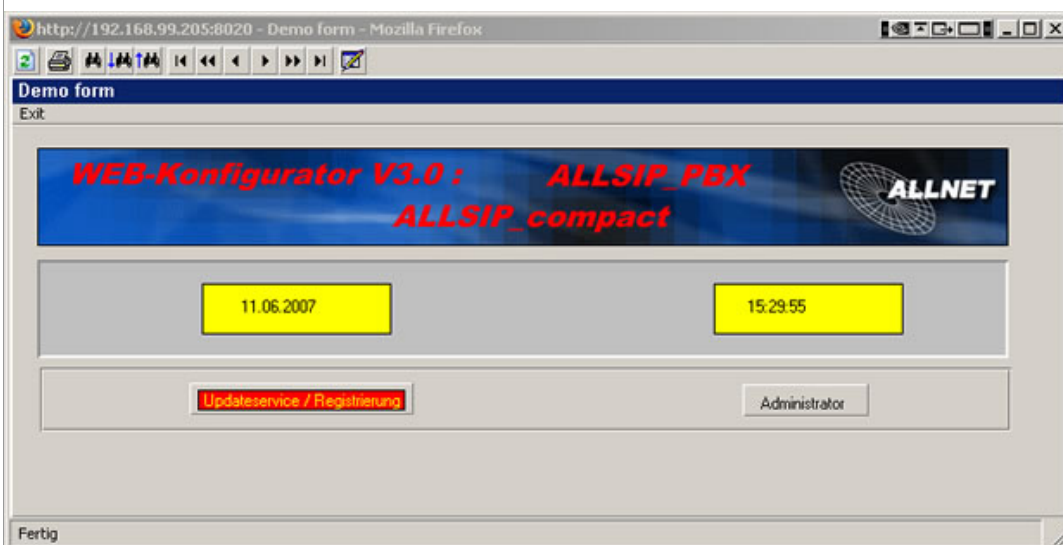 http://192.168.99.205:8020 - Demo form - Mozilla Firefox
Demo form
Exit
WEB-Konfigurator V3.0 : ALLSIP_PBX
ALLSIP_compact
ALLNET
11.06.2007
15:29:55
Updateservice / Registrierung
Administrator
Fertig